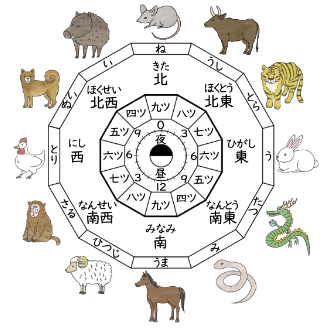 ね
うし
とら
う
たつ
み
うま
ひつじ
さる
とり
いぬ
い
きた
北
ほくとう
北東
ひがし
東
なんとう
南東
みなみ
南
なんせい
南西
にし
西
ほくせい
北西
九ツ
八ツ
七ツ
六ツ
五ツ
四ツ
九ツ
八ツ
七ツ
六ツ
五ツ
四ツ
0
3
6
9
12
3
6
9
夜
昼